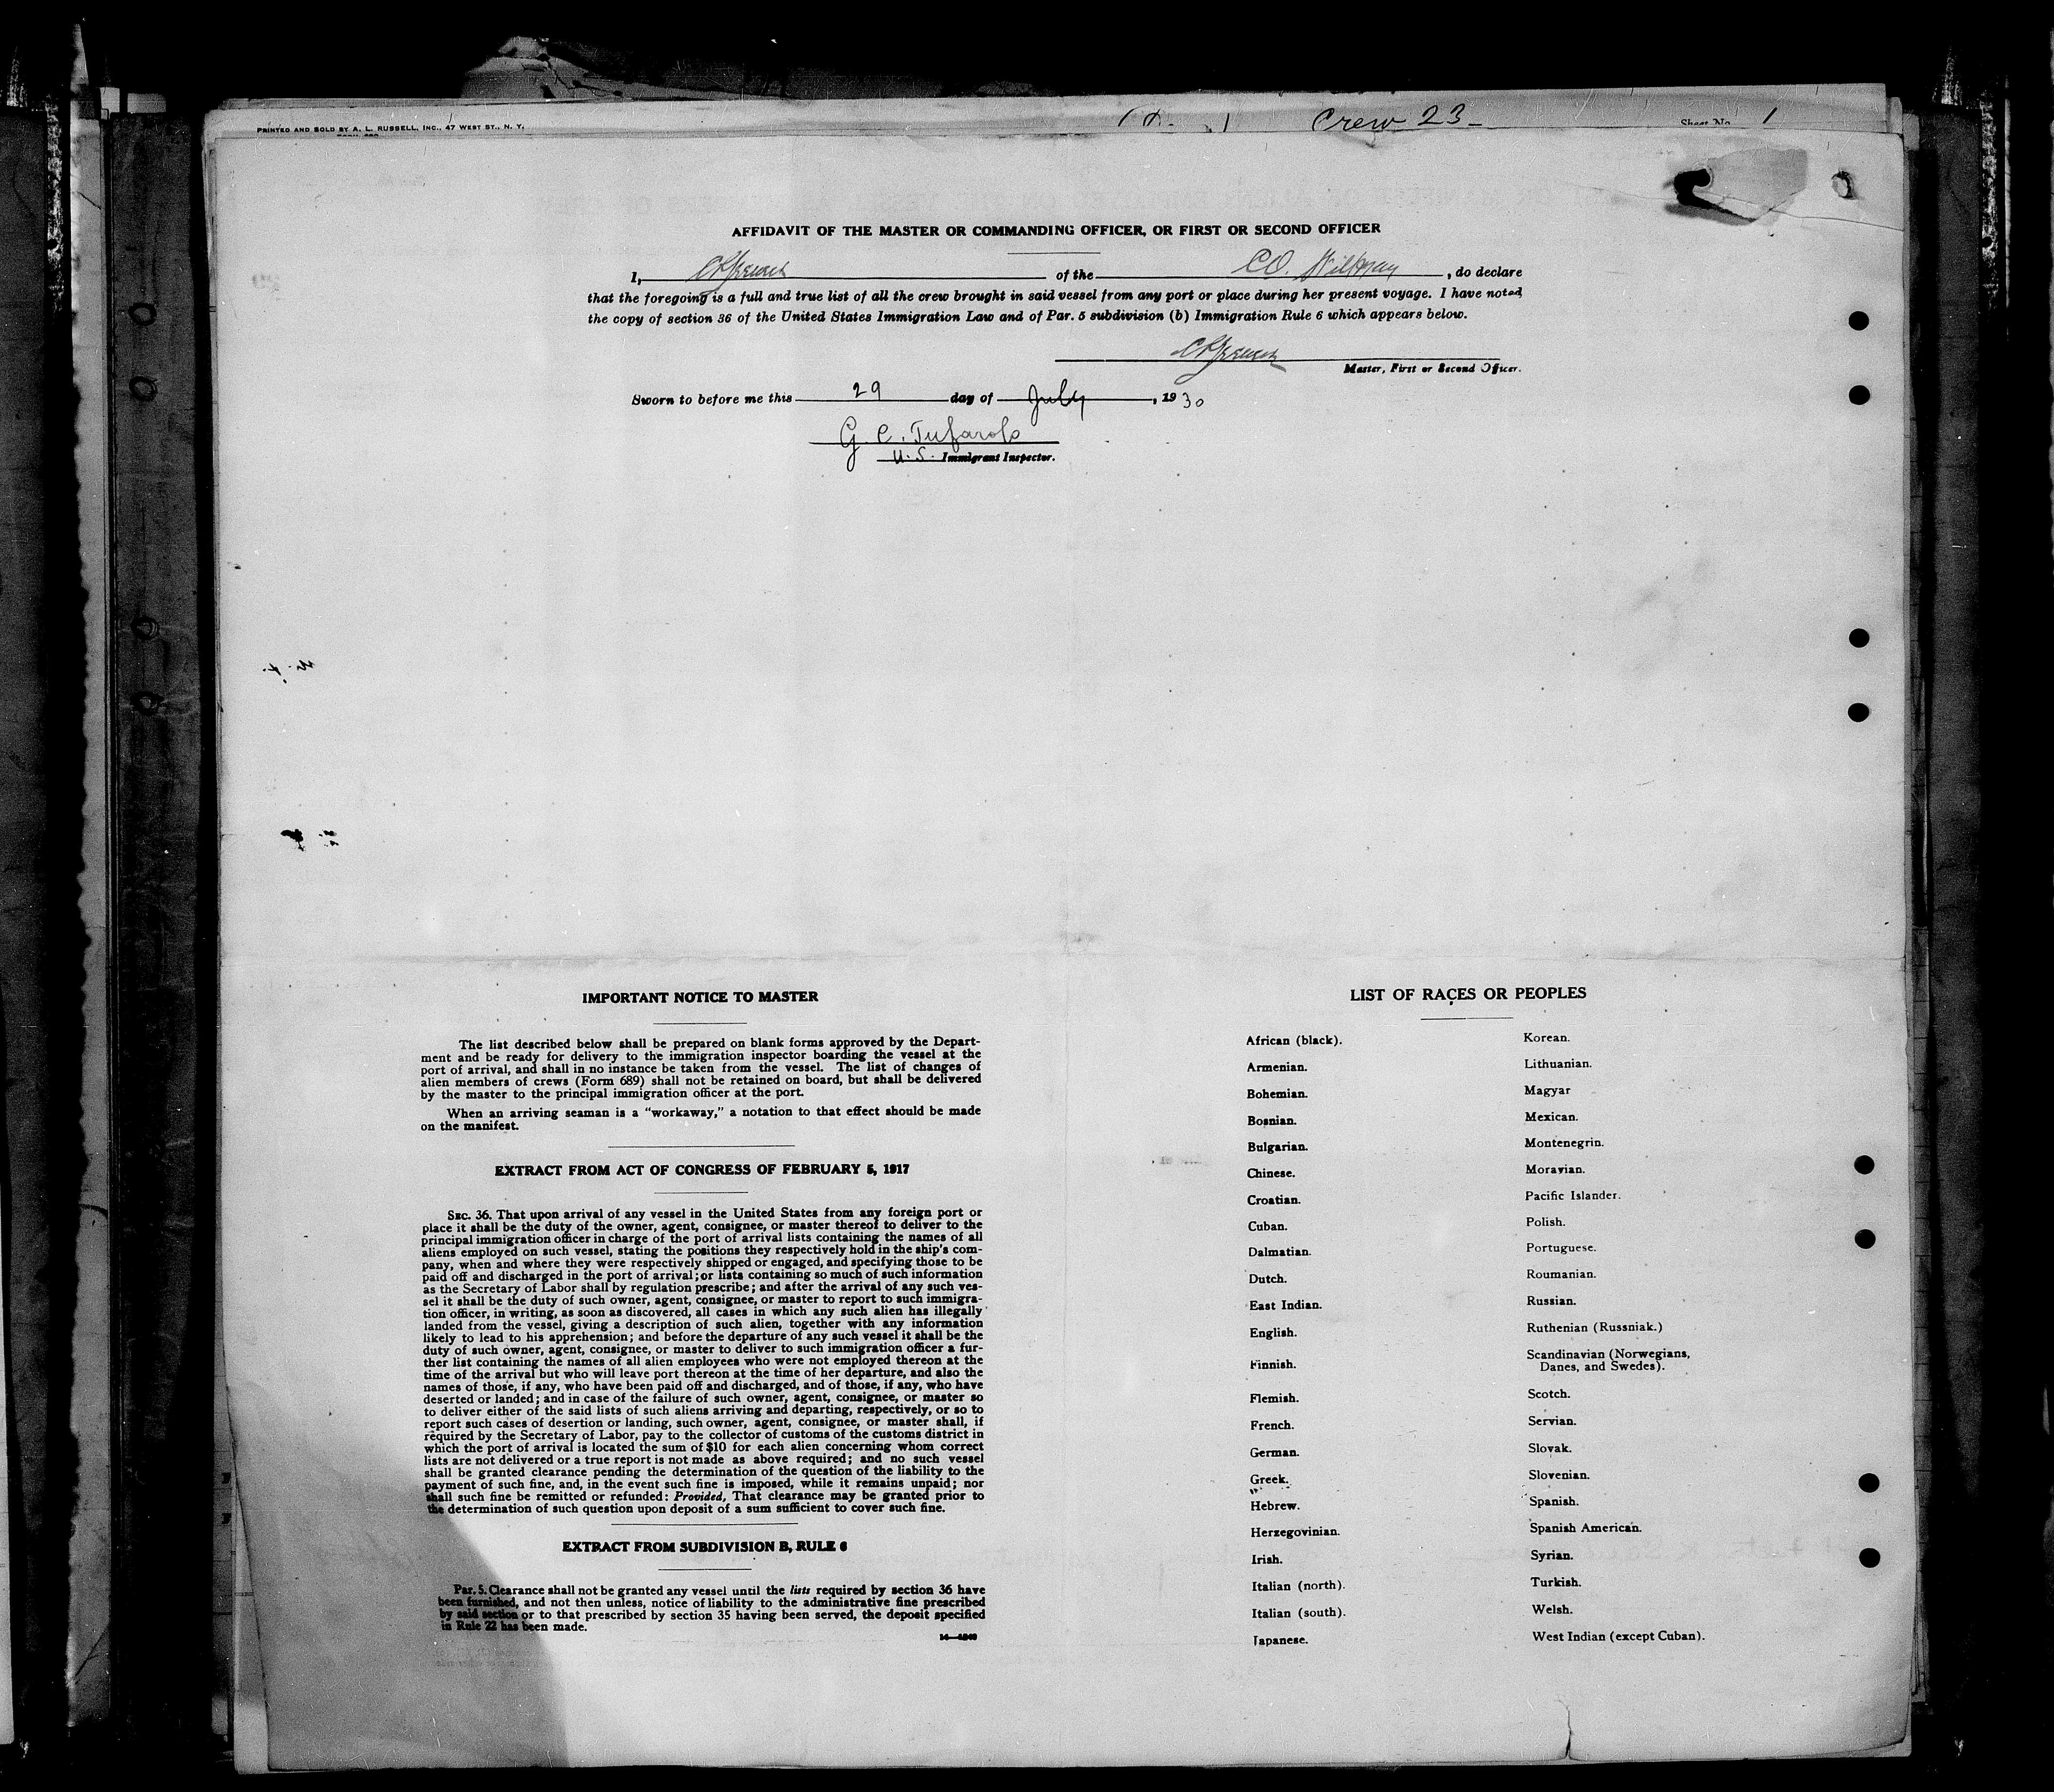 PRINTED AND SOLD BY A. L. RUSSELL, INC., 47 WEST ST., N. Y.
Crew 23
Sheet No. 1
AFFIDAVIT OF THE MASTER OR COMMANDING OFFICER, OR FIRST OR SECOND OFFICER
I, of the C.O. , do declare
that the foregoing is a full and true list of all the crew brought in said vessel from any port or place during her present voyage. I have noted
the copy of section 36 of the United States Immigration Law and of Par. 5 subdivision (b) Immigration Rule 6 which appears below.
Master, First or Second Officer.
Sworn to before me this 29 day of July, 1930
G. C. Tufarolo
U.S. Immigrant Inspector.
IMPORTANT NOTICE TO MASTER
The list described below shall be prepared on blank forms approved by the Depart-
ment and be ready for delivery to the immigration inspector boarding the vessel at the
port of arrival, and shall in no instance be taken from the vessel. The list of changes of
alien members of crews (Form 689) shall not be retained on board, but shall be delivered
by the master to the principal immigration officer at the port.
When an arriving seaman is a "workaway," a notation to that effect should be made
on the manifest.
EXTRACT FROM ACT OF CONGRESS OF FEBRUARY 5, 1917
SEC. 36. That upon arrival of any vessel in the United States from any foreign port or
place it shall be the duty of the owner, agent, consignee, or master thereof to deliver to the
principal immigration officer in charge of the port of arrival lists containing the names of all
aliens employed on such vessel, stating the positions they respectively hold in the ship's com-
pany, when and where they were respectively shipped or engaged, and specifying those to be
paid off and discharged in the port of arrival; or lists containing so much of such information
as the Secretary of Labor shall by regulation prescribe; and after the arrival of any such ves-
sel it shall be the duty of such owner, agent, consignee, or master to report to such immigra-
tion officer, in writing, as soon as discovered, all cases in which any such alien has illegally
landed from the vessel, giving a description of such alien, together with any information
likely to lead to his apprehension; and before the departure of any such vessel it shall be the
duty of such owner, agent, consignee, or master to deliver to such immigration officer a fur-
ther list containing the names of all alien employees who were not employed thereon at the
time of the arrival but who will leave port thereon at the time of her departure, and also the
names of those, if any, who have been paid off and discharged, and of those, if any, who have
deserted or landed; and in case of the failure of such owner, agent, consignee, or master so
to deliver either of the said lists of such aliens arriving and departing, respectively, or so to
report such cases of desertion or landing, such owner, agent, consignee, or master shall, if
required by the Secretary of Labor, pay to the collector of customs of the customs district in
which the port of arrival is located the sum of $10 for each alien concerning whom correct
lists are not delivered or a true report is not made as above required; and no such vessel
shall be granted clearance pending the determination of the question of the liability to the
payment of such fine, and, in the event such fine is imposed, while it remains unpaid; nor
shall such fine be remitted or refunded: Provided, That clearance may be granted prior to
the determination of such question upon deposit of a sum sufficient to cover such fine.
EXTRACT FROM SUBDIVISION B, RULE 6
Par. 5. Clearance shall not be granted any vessel until the lists required by section 36 have
been furnished, and not then unless, notice of liability to the administrative fine prescribed
by said section or to that prescribed by section 35 having been served, the deposit specified
in Rule 22 has been made.
LIST OF RACES OR PEOPLES
African (black).
Armenian.
Bohemian.
Bosnian.
Bulgarian.
Chinese.
Croatian.
Cuban.
Dalmatian.
Dutch.
East Indian.
English.
Finnish.
Flemish.
French.
German.
Greek.
Hebrew.
Herzegovinian.
Irish.
Italian (north).
Italian (south).
Japanese.
Korean.
Lithuanian.
Magyar
Mexican.
Montenegrin.
Moravian.
Pacific Islander.
Polish.
Portuguese.
Roumanian.
Russian.
Ruthenian (Russniak.)
Scandinavian (Norwegians,
Danes, and Swedes).
Scotch.
Servian.
Slovak.
Slovenian.
Spanish.
Spanish American.
Syrian.
Turkish.
Welsh.
West Indian (except Cuban).